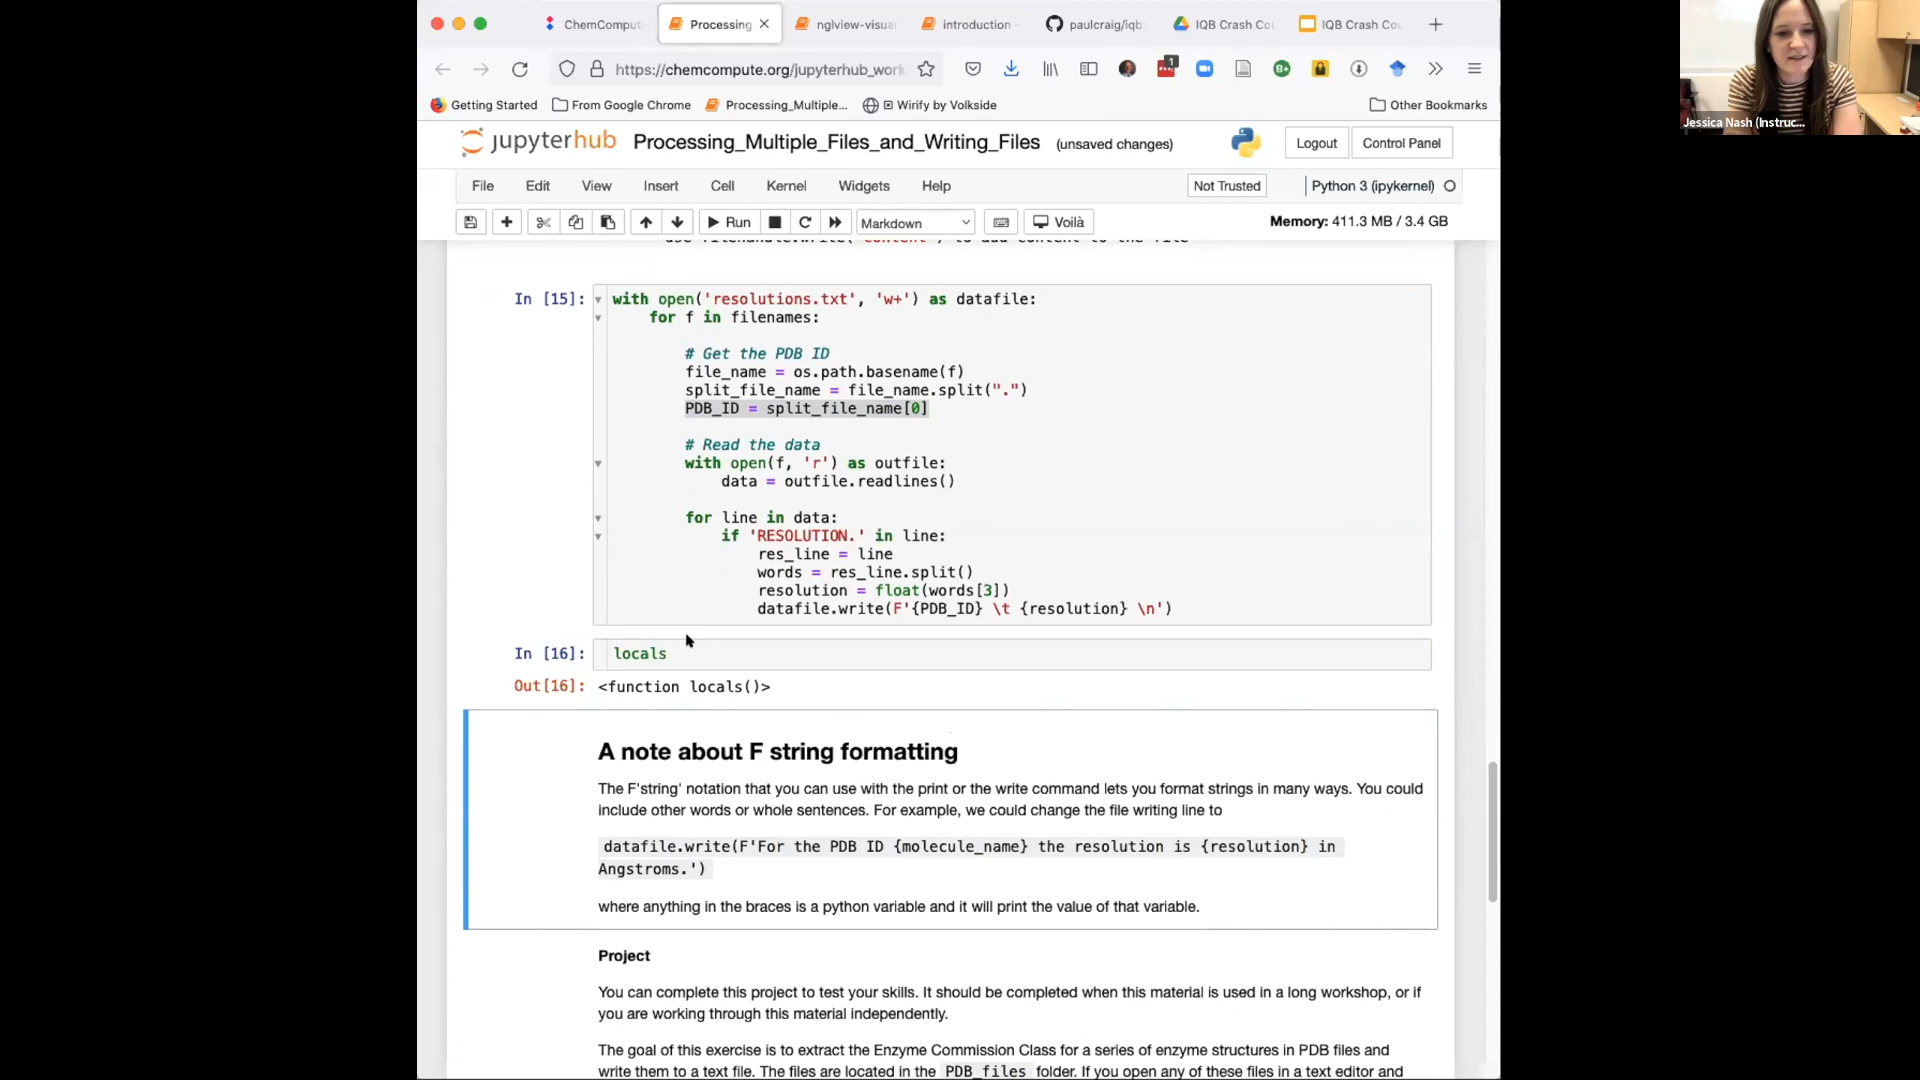 ChemComput
Processing
nglview-visua
introduction -
paulcraig/iqb
IQB Crash Co
IQB Crash Cou
https://chemcompute.org/jupyterhub_work
1
Getting Started
From Google Chrome
Processing_Multiple...
Wirify by Volkside
Other Bookmarks
jupyterhub
Processing_Multiple_Files_and_Writing_Files
(unsaved changes)
Logout
Control Panel
File
Edit
View
Insert
Cell
Kernel
Widgets
Help
Not Trusted
Python 3 (ipykernel)
Run
Markdown
Voilà
Memory: 411.3 MB / 3.4 GB
use filehandle.write('content') to add content to the file
In [15]:
with open('resolutions.txt', 'w+') as datafile:
for f in filenames:
# Get the PDB ID
file_name = os.path.basename(f)
split_file_name = file_name.split(".")
PDB_ID = split_file_name[0]
# Read the data
with open(f, 'r') as outfile:
data = outfile.readlines()
for line in data:
if 'RESOLUTION.' in line:
res_line = line
words = res_line.split()
resolution = float(words[3])
datafile.write(F'{PDB_ID} \t {resolution} \n')
In [16]:
locals
Out[16]:
<function locals()>
A note about F string formatting
The F'string' notation that you can use with the print or the write command lets you format strings in many ways. You could
include other words or whole sentences. For example, we could change the file writing line to
datafile.write(F'For the PDB ID {molecule_name} the resolution is {resolution} in
Angstroms.')
where anything in the braces is a python variable and it will print the value of that variable.
Project
You can complete this project to test your skills. It should be completed when this material is used in a long workshop, or if
you are working through this material independently.
The goal of this exercise is to extract the Enzyme Commission Class for a series of enzyme structures in PDB files and
write them to a text file. The files are located in the PDB_files folder. If you open any of these files in a text editor and
Jessica Nash (Instruc...